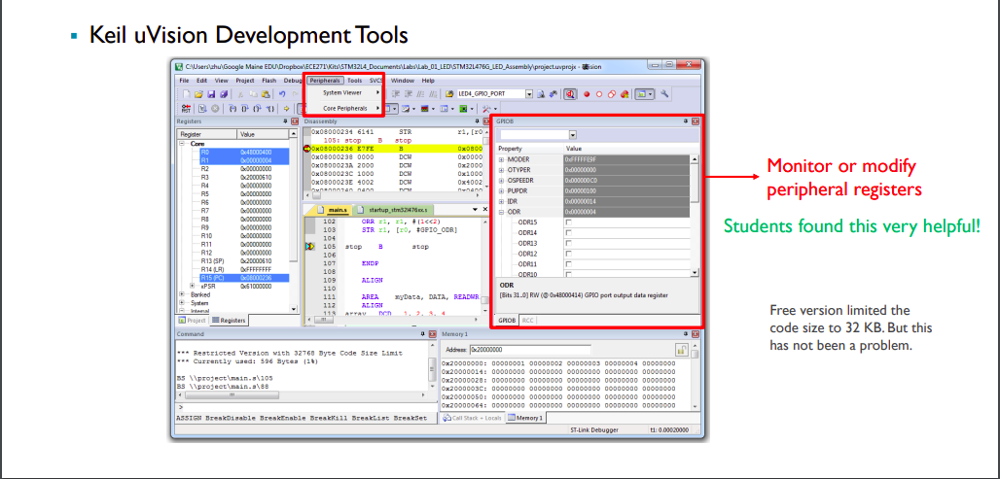 Keil uVision Development Tools
C:\Users\zhu\Google Maine EDU\Dropbox\ECE271\Kits\STM32L4_Documents\Labs\Lab_01_LED\STM32L476G_LED_Assembly\project.uvprojx - µVision
File Edit View Project Flash Debug Peripherals Tools SVCS Window Help
System Viewer
Core Peripherals
LED4_GPIO_PORT
Registers
Register Value
Core
R0 0x48000400
R1 0x00000004
R2 0x00000000
R3 0x20000610
R4 0x00000000
R5 0x00000000
R6 0x00000000
R7 0x00000000
R8 0x00000000
R9 0x00000000
R10 0x00000000
R11 0x00000000
R12 0x00000000
R13 (SP) 0x20000610
R14 (LR) 0xFFFFFFFF
R15 (PC) 0x08000236
xPSR 0x61000000
Banked
System
Internal
Project Registers
Disassembly
0x08000234 6141 STR r1,[r0
105: stop B stop
0x08000236 E7FE B 0x0800
0x08000238 0000 DCW 0x0000
0x0800023A 2000 DCW 0x2000
0x0800023C 1000 DCW 0x1000
0x0800023E 4002 DCW 0x4002
0x08000240 0400 DCW 0x0400
main.s startup_stm32l476xx.s
102 ORR r1, r1, #(1<<2)
103 STR r1, [r0, #GPIO_ODR]
104
105 stop B stop
106
107 ENDP
108
109 ALIGN
110
111 AREA myData, DATA, READWR
112 ALIGN
113 array DCD 1, 2, 3, 4
GPIOB
Property Value
MODER 0xFFFFFE9F
OTYPER 0x00000000
OSPEEDR 0x000000C0
PUPDR 0x00000100
IDR 0x00000014
ODR 0x00000004
ODR15
ODR14
ODR13
ODR12
ODR11
ODR10
ODR
[Bits 31..0] RW (@ 0x48000414) GPIO port output data register
GPIOB RCC
Monitor or modify
peripheral registers
Students found this very helpful!
Free version limited the
code size to 32 KB. But this
has not been a problem.
Command
*** Restricted Version with 32768 Byte Code Size Limit
*** Currently used: 596 Bytes (1%)
BS \\project\main.s\105
BS \\project\main.s\88
>
ASSIGN BreakDisable BreakEnable BreakKill BreakList BreakSet
Memory 1
Address: 0x20000000
0x20000000: 00000001 00000002 00000003 00000004 00000000
0x20000014: 00000000 00000000 00000000 00000000 00000000
0x20000028: 00000000 00000000 00000000 00000000 00000000
0x2000003C: 00000000 00000000 00000000 00000000 00000000
0x20000050: 00000000 00000000 00000000 00000000 00000000
0x20000064: 00000000 00000000 00000000 00000000 00000000
Call Stack + Locals Memory 1
ST-Link Debugger t1: 0.00020000